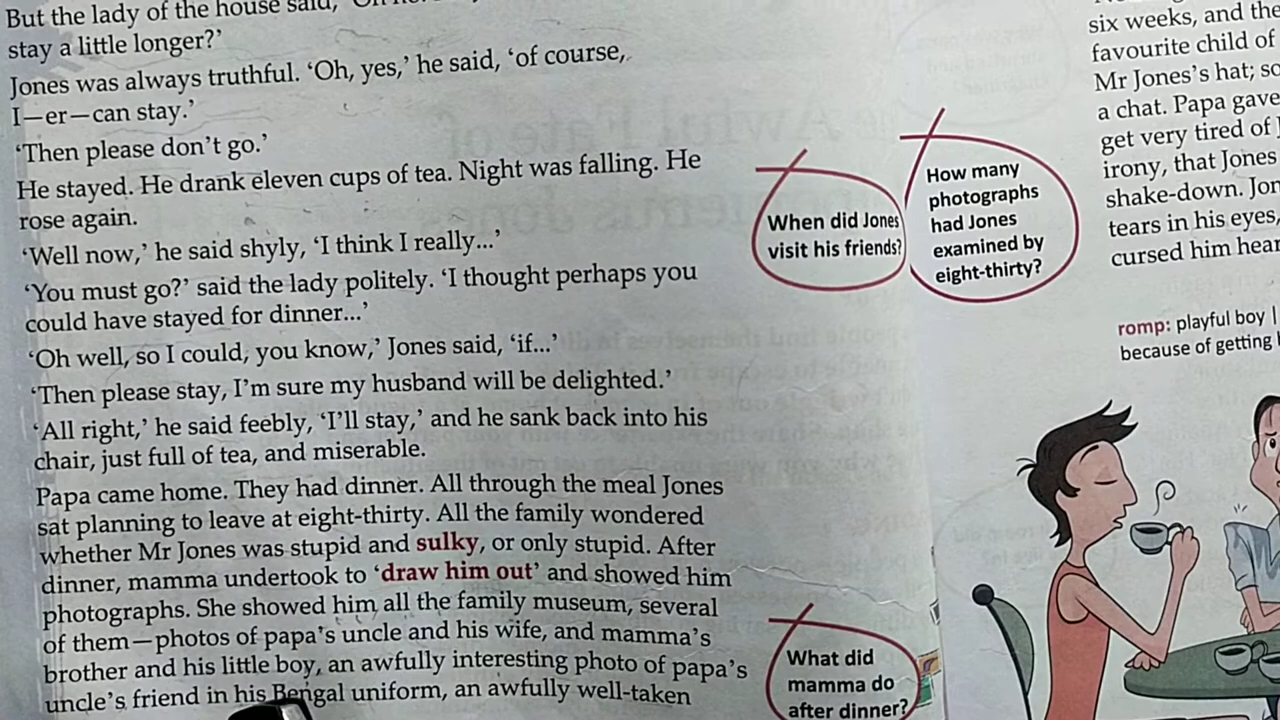 But the lady of the house said,
stay a little longer?'
Jones was always truthful. 'Oh, yes,' he said, 'of course,
I—er—can stay.'
'Then please don't go.'
He stayed. He drank eleven cups of tea. Night was falling. He
rose again.
'Well now,' he said shyly, 'I think I really...'
'You must go?' said the lady politely. 'I thought perhaps you
could have stayed for dinner...'
'Oh well, so I could, you know,' Jones said, 'if...'
'Then please stay, I'm sure my husband will be delighted.'
'All right,' he said feebly, 'I'll stay,' and he sank back into his
chair, just full of tea, and miserable.
Papa came home. They had dinner. All through the meal Jones
sat planning to leave at eight-thirty. All the family wondered
whether Mr Jones was stupid and sulky, or only stupid. After
dinner, mamma undertook to 'draw him out' and showed him
photographs. She showed him all the family museum, several
of them—photos of papa's uncle and his wife, and mamma's
brother and his little boy, an awfully interesting photo of papa's
uncle's friend in his Bengal uniform, an awfully well-taken
When did Jones
visit his friends?
How many
photographs
had Jones
examined by
eight-thirty?
What did
mamma do
after dinner?
six weeks, and the
favourite child of
Mr Jones's hat; so
a chat. Papa gave
get very tired of
irony, that Jones
shake-down. Jon
tears in his eyes,
cursed him hear
romp: playful boy |
because of getting